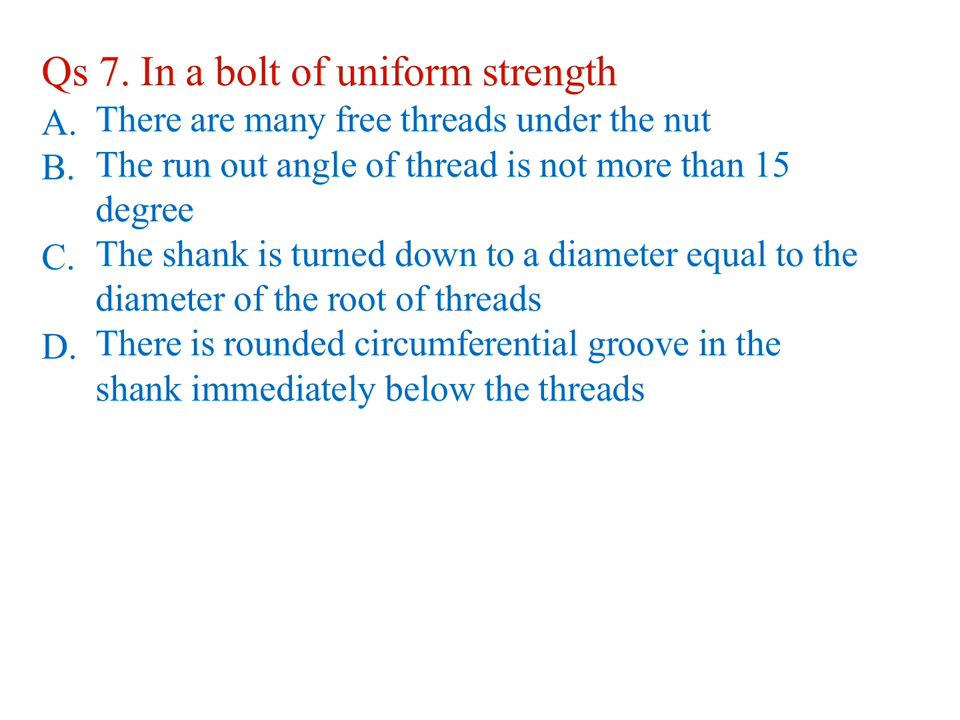 Qs 7. In a bolt of uniform strength
A. There are many free threads under the nut
B. The run out angle of thread is not more than 15
degree
C. The shank is turned down to a diameter equal to the
diameter of the root of threads
D. There is rounded circumferential groove in the
shank immediately below the threads